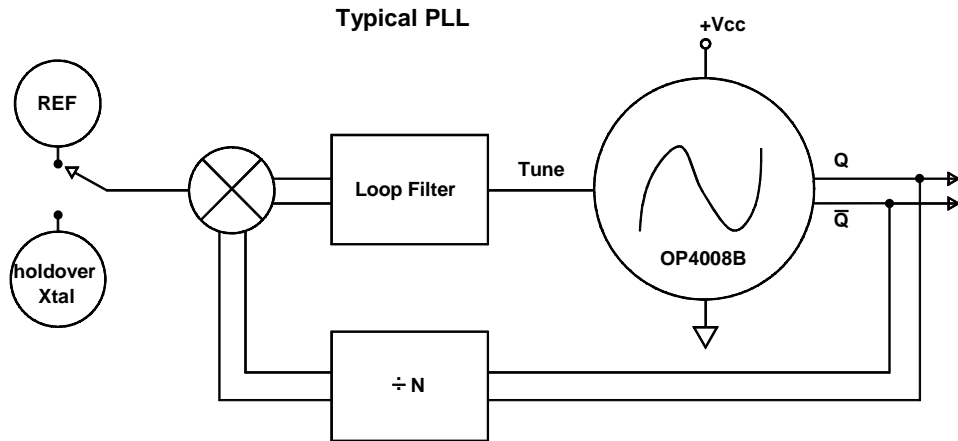 Typical PLL
+Vcc
REF
Q
Tune
Loop Filter
Q̅
OP4008B
holdover
Xtal
÷ N